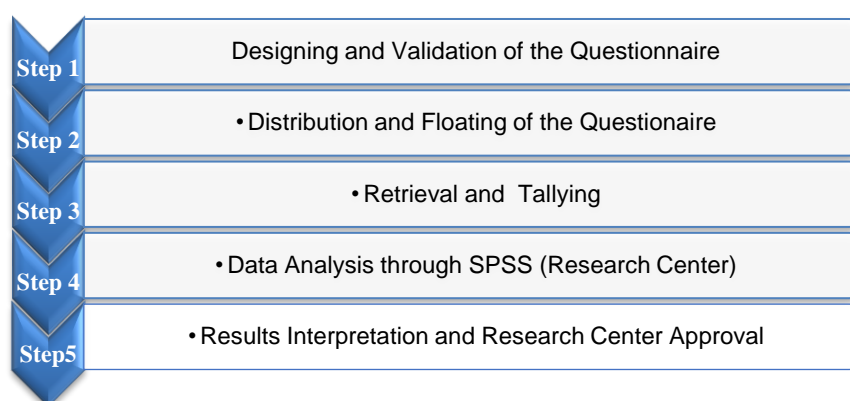 Step 1
Designing and Validation of the Questionnaire
Step 2
• Distribution and Floating of the Questionaire
Step 3
• Retrieval and Tallying
Step 4
• Data Analysis through SPSS (Research Center)
Step5
• Results Interpretation and Research Center Approval